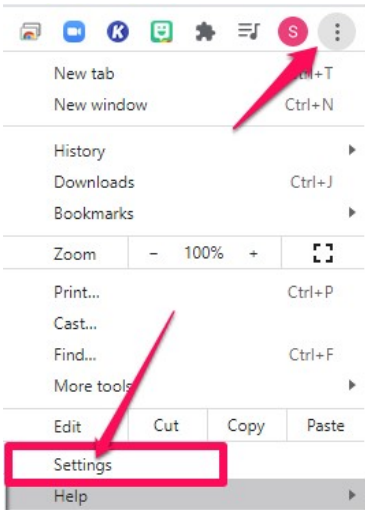 K S
New tab +T
New window Ctrl+N
History
Downloads Ctrl+J
Bookmarks
Zoom - 100% +
Print... Ctrl+P
Cast...
Find... Ctrl+F
More tools
Edit Cut Copy Paste
Settings
Help